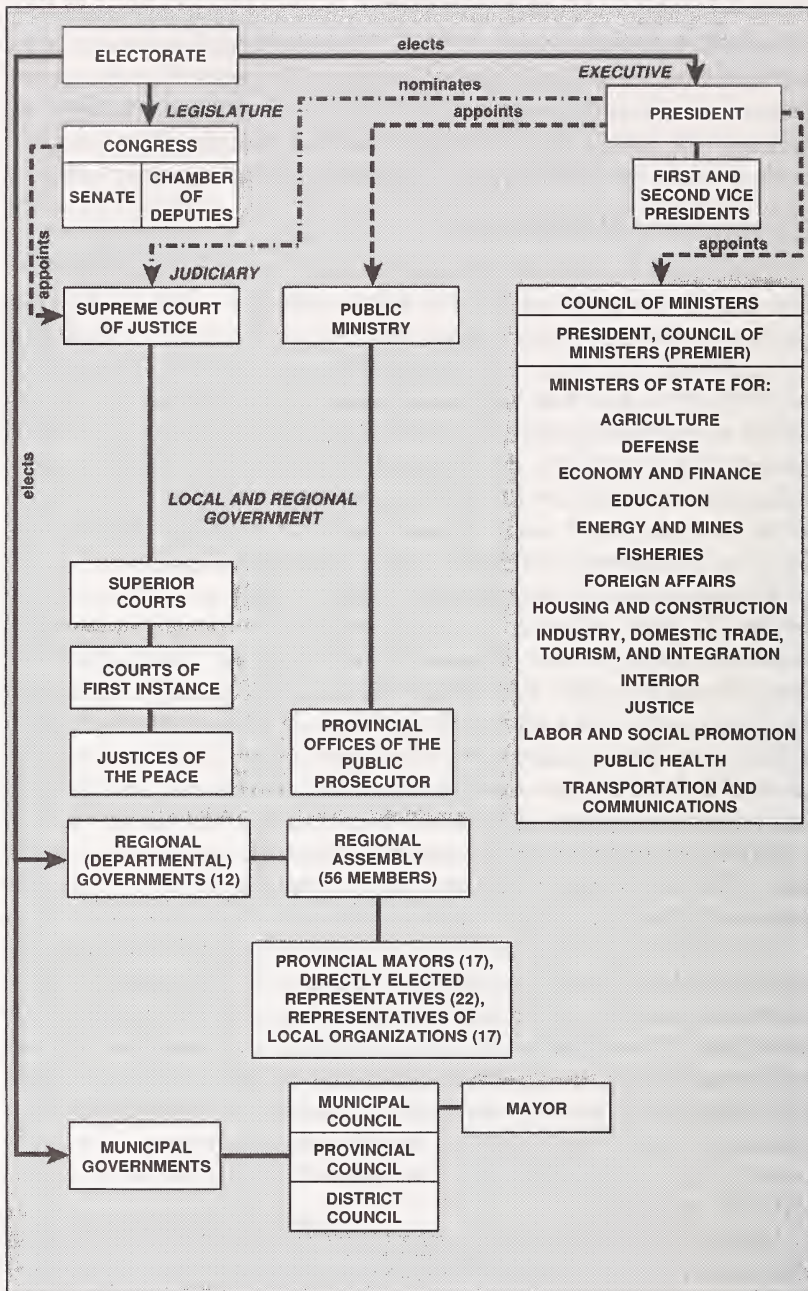 elects
ELECTORATE
EXECUTIVE
nominates
LEGISLATURE
appoints
PRESIDENT
CONGRESS
SENATE
CHAMBER
OF
DEPUTIES
FIRST AND
SECOND VICE
PRESIDENTS
appoints
appoints
JUDICIARY
SUPREME COURT
OF JUSTICE
PUBLIC
MINISTRY
COUNCIL OF MINISTERS
PRESIDENT, COUNCIL OF
MINISTERS (PREMIER)
MINISTERS OF STATE FOR:
AGRICULTURE
DEFENSE
ECONOMY AND FINANCE
EDUCATION
ENERGY AND MINES
FISHERIES
FOREIGN AFFAIRS
HOUSING AND CONSTRUCTION
INDUSTRY, DOMESTIC TRADE,
TOURISM, AND INTEGRATION
INTERIOR
JUSTICE
LABOR AND SOCIAL PROMOTION
PUBLIC HEALTH
TRANSPORTATION AND
COMMUNICATIONS
elects
LOCAL AND REGIONAL
GOVERNMENT
SUPERIOR
COURTS
COURTS OF
FIRST INSTANCE
JUSTICES OF
THE PEACE
PROVINCIAL
OFFICES OF THE
PUBLIC
PROSECUTOR
REGIONAL
(DEPARTMENTAL)
GOVERNMENTS (12)
REGIONAL
ASSEMBLY
(56 MEMBERS)
PROVINCIAL MAYORS (17),
DIRECTLY ELECTED
REPRESENTATIVES (22),
REPRESENTATIVES OF
LOCAL ORGANIZATIONS (17)
MUNICIPAL
GOVERNMENTS
MUNICIPAL
COUNCIL
MAYOR
PROVINCIAL
COUNCIL
DISTRICT
COUNCIL